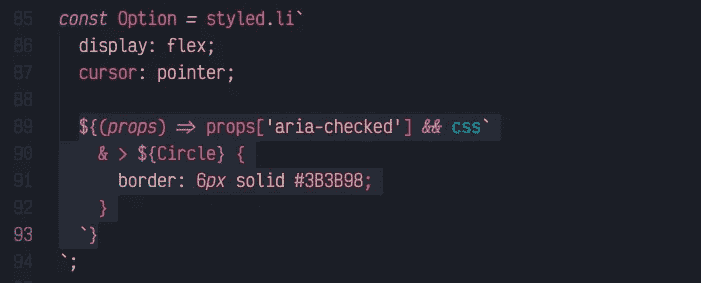 85 const Option = styled.li`
86 display: flex;
87 cursor: pointer;
88
89 ${(props) => props['aria-checked'] && css`
90 & > ${Circle} {
91 border: 6px solid #3B3B98;
92 }
93 `}
94 `;